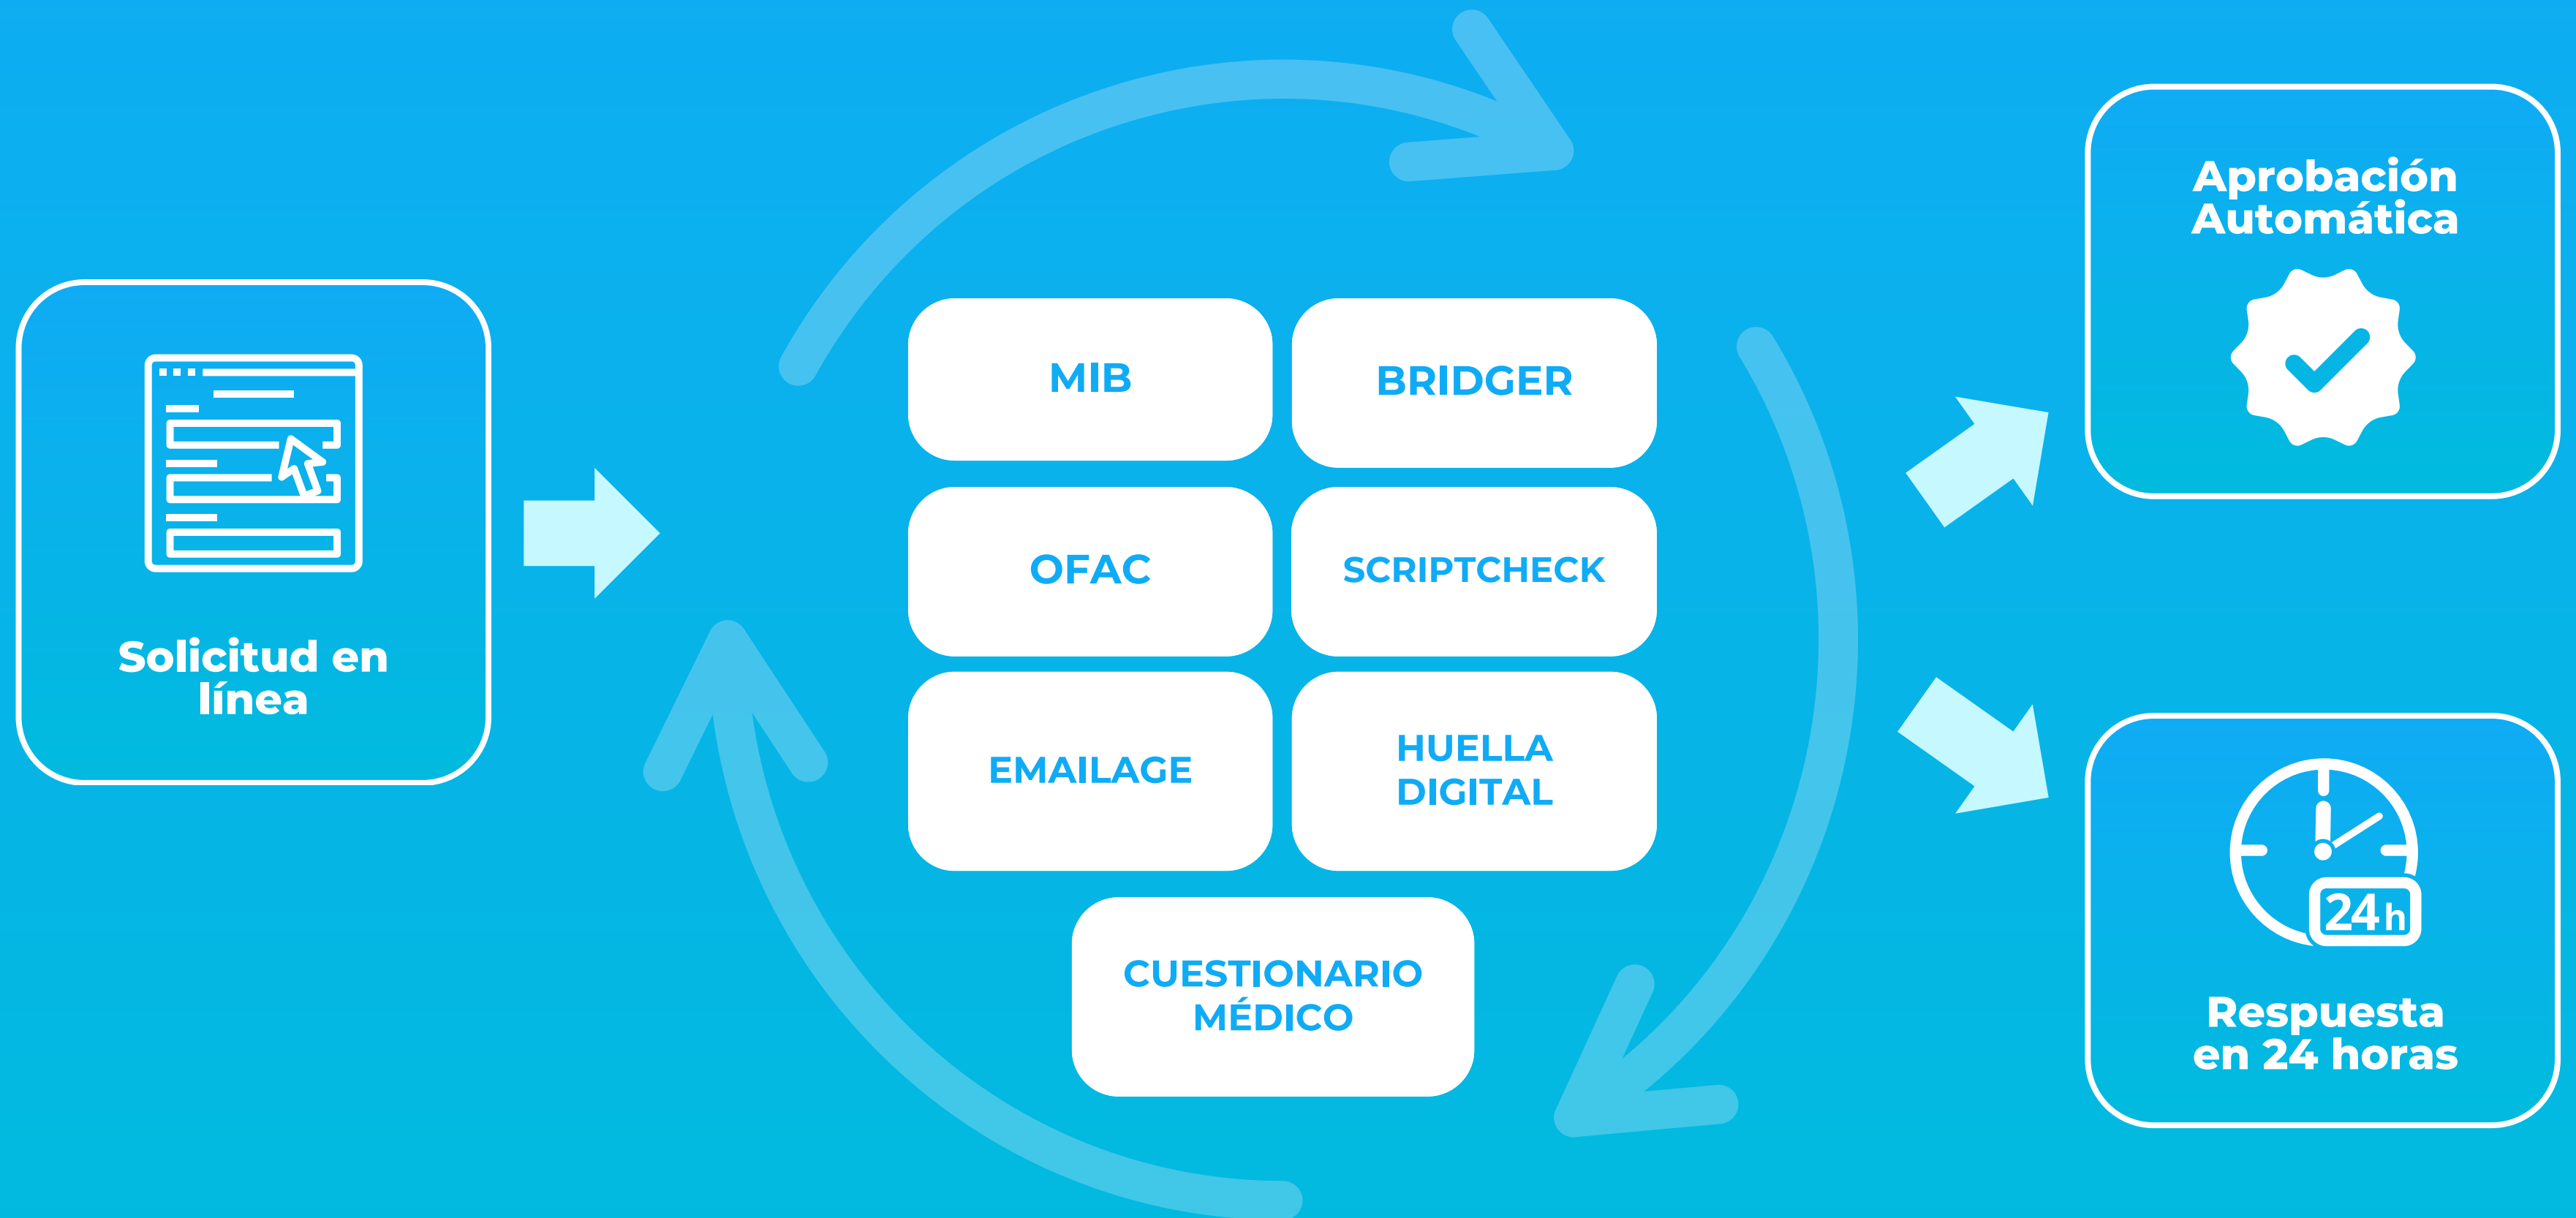 Solicitud en
línea
MIB
BRIDGER
OFAC
SCRIPTCHECK
EMAILAGE
HUELLA
DIGITAL
CUESTIONARIO
MÉDICO
Aprobación
Automática
24h
Respuesta
en 24 horas